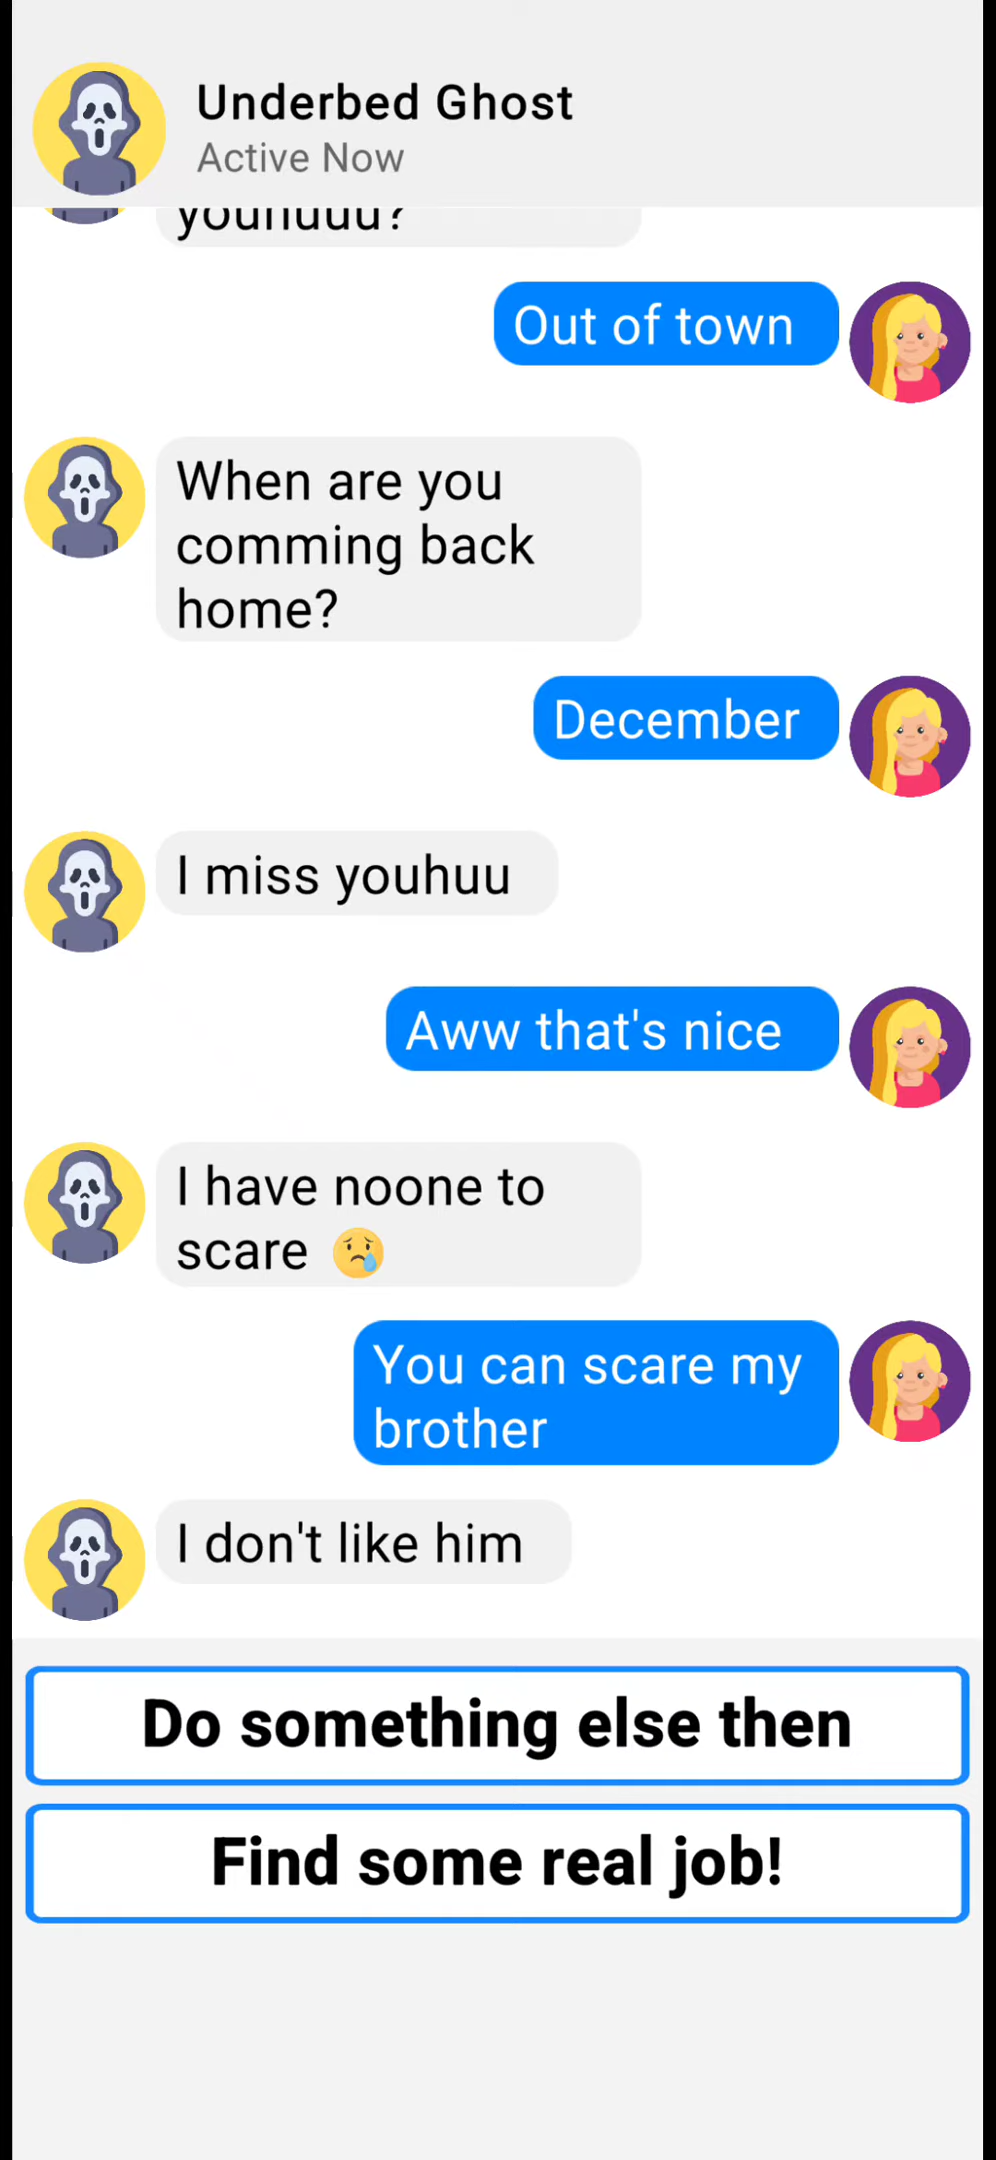 Underbed Ghost
Active Now
youhuuu?
Out of town
When are you
comming back
home?
December
I miss youhuu
Aww that's nice
I have noone to
scare 😢
You can scare my
brother
I don't like him
Do something else then
Find some real job!